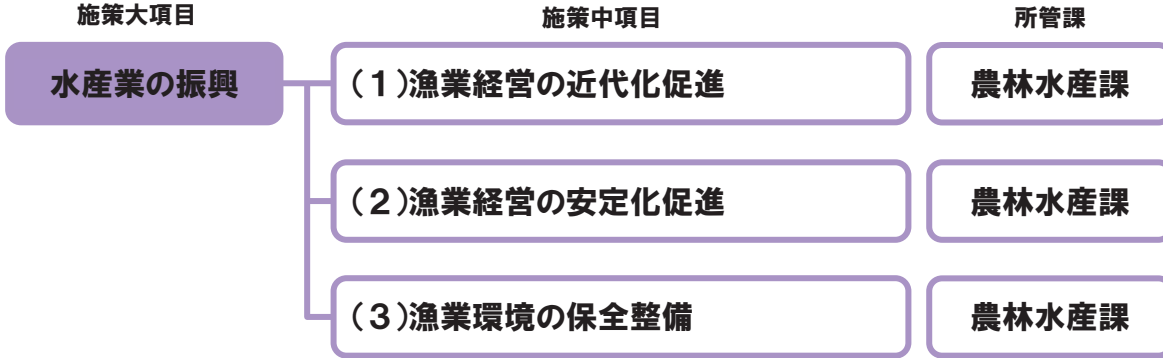 施策大項目 施策中項目 所管課
水産業の振興 (1)漁業経営の近代化促進 農林水産課
(2)漁業経営の安定化促進 農林水産課
(3)漁業環境の保全整備 農林水産課